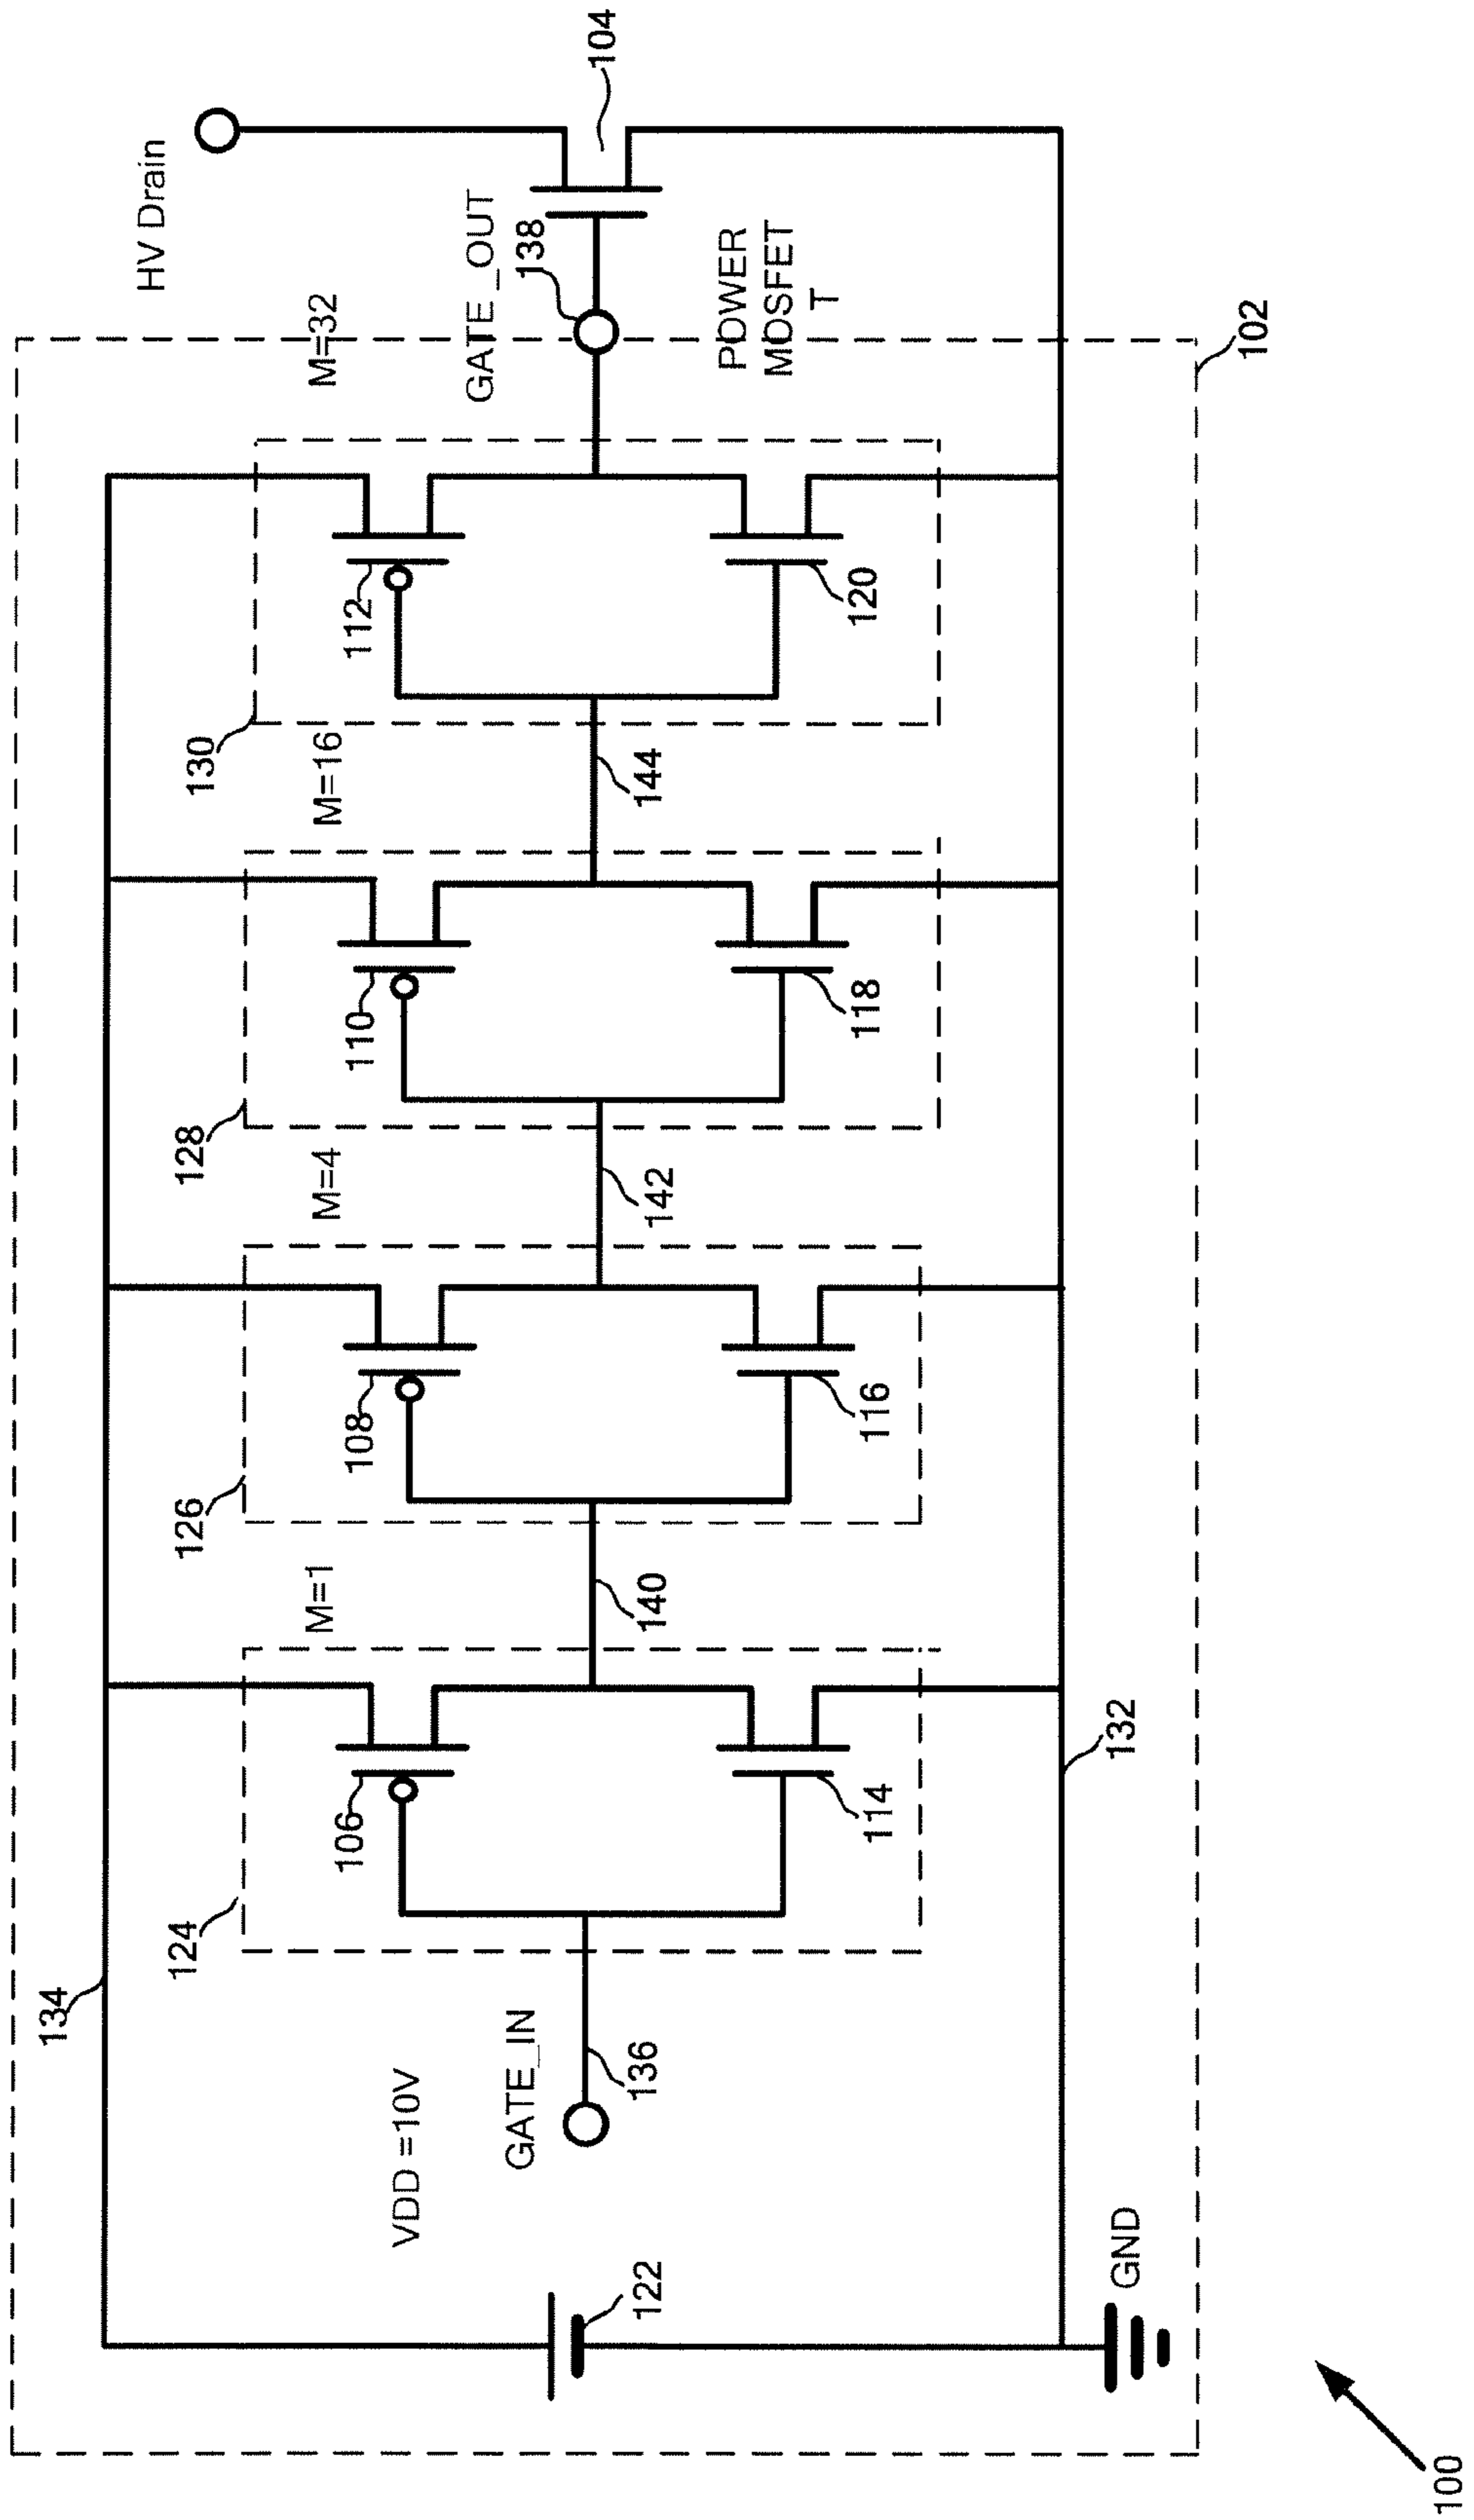 HV Drain
104
M=32
GATE_OUT
138
POWER
MOSFET
T
102
130
112
120
M=16
144
128
110
118
M=4
142
126
108
116
M=1
140
124
106
114
132
134
VDD =10V
GATE_IN
136
122
GND
100